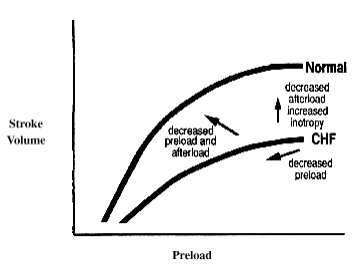 Normal
decreased
afterload
increased
inotropy
Stroke
Volume
decreased
preload and
afterload
CHF
decreased
preload
Preload